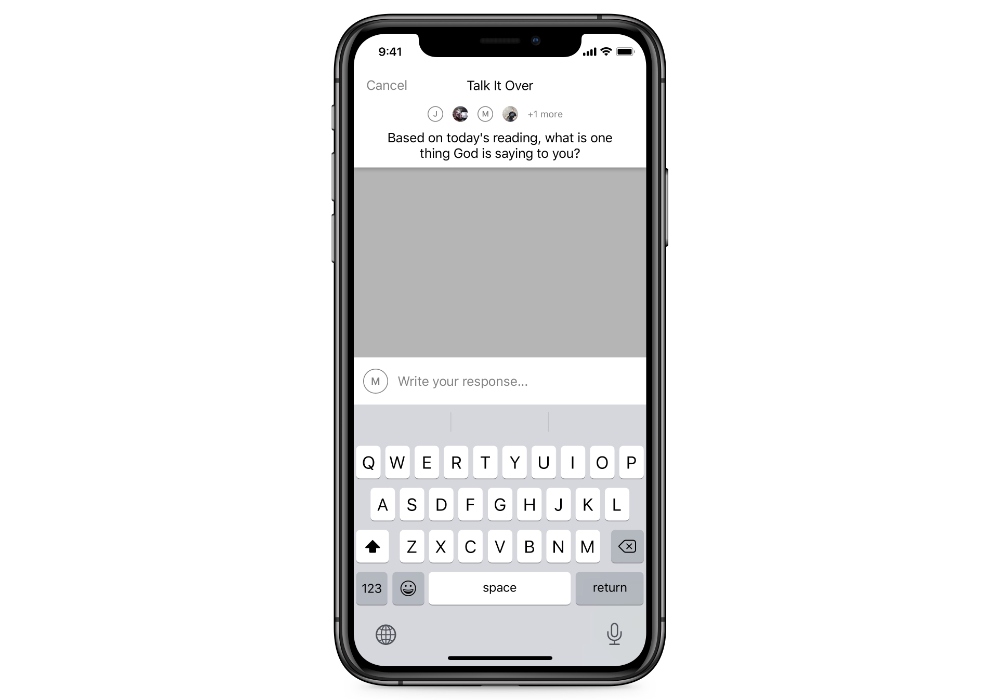 9:41
Cancel Talk It Over
J M +1 more
Based on today's reading, what is one
thing God is saying to you?
M Write your response...
Q W E R T Y U I O P
A S D F G H J K L
Z X C V B N M
123 space return